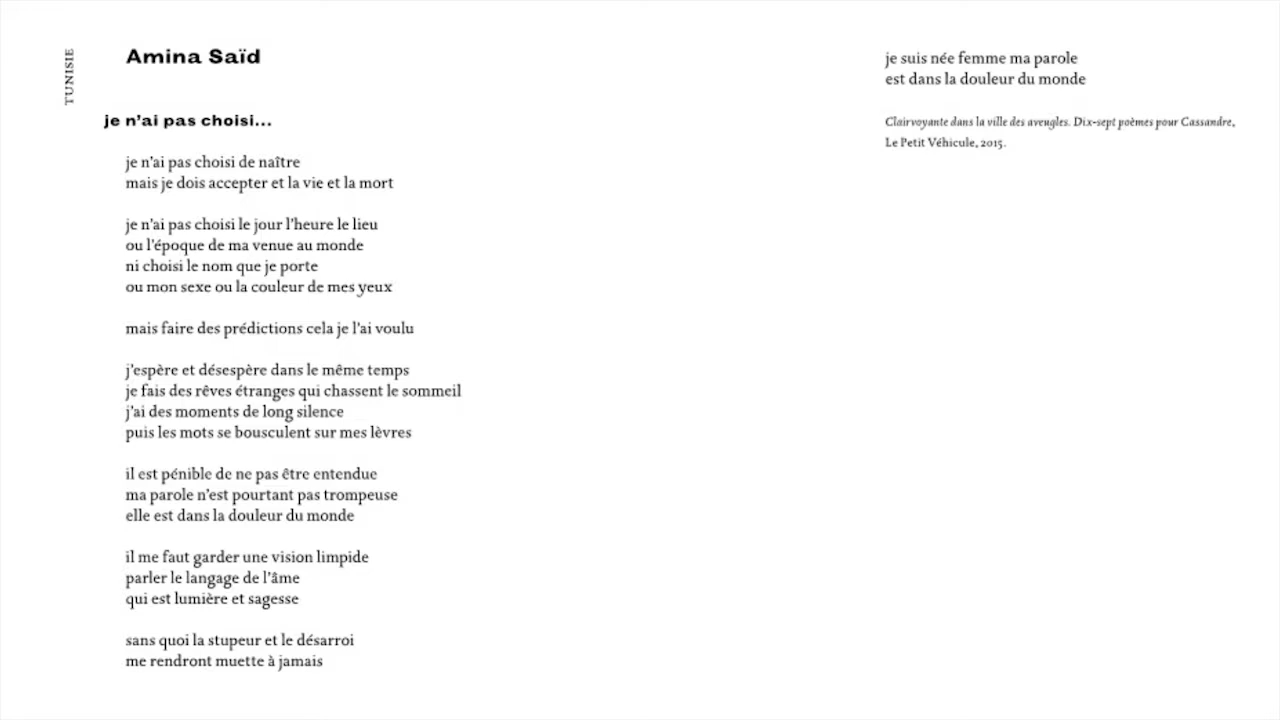 TUNISIE
Amina Saïd
je n’ai pas choisi...
je n’ai pas choisi de naître
mais je dois accepter et la vie et la mort
je n’ai pas choisi le jour l’heure le lieu
ou l’époque de ma venue au monde
ni choisi le nom que je porte
ou mon sexe ou la couleur de mes yeux
mais faire des prédictions cela je l’ai voulu
j’espère et désespère dans le même temps
je fais des rêves étranges qui chassent le sommeil
j’ai des moments de long silence
puis les mots se bousculent sur mes lèvres
il est pénible de ne pas être entendue
ma parole n’est pourtant pas trompeuse
elle est dans la douleur du monde
il me faut garder une vision limpide
parler le langage de l’âme
qui est lumière et sagesse
sans quoi la stupeur et le désarroi
me rendront muette à jamais
je suis née femme ma parole
est dans la douleur du monde
Clairvoyante dans la ville des aveugles. Dix-sept poèmes pour Cassandre,
Le Petit Véhicule, 2015.